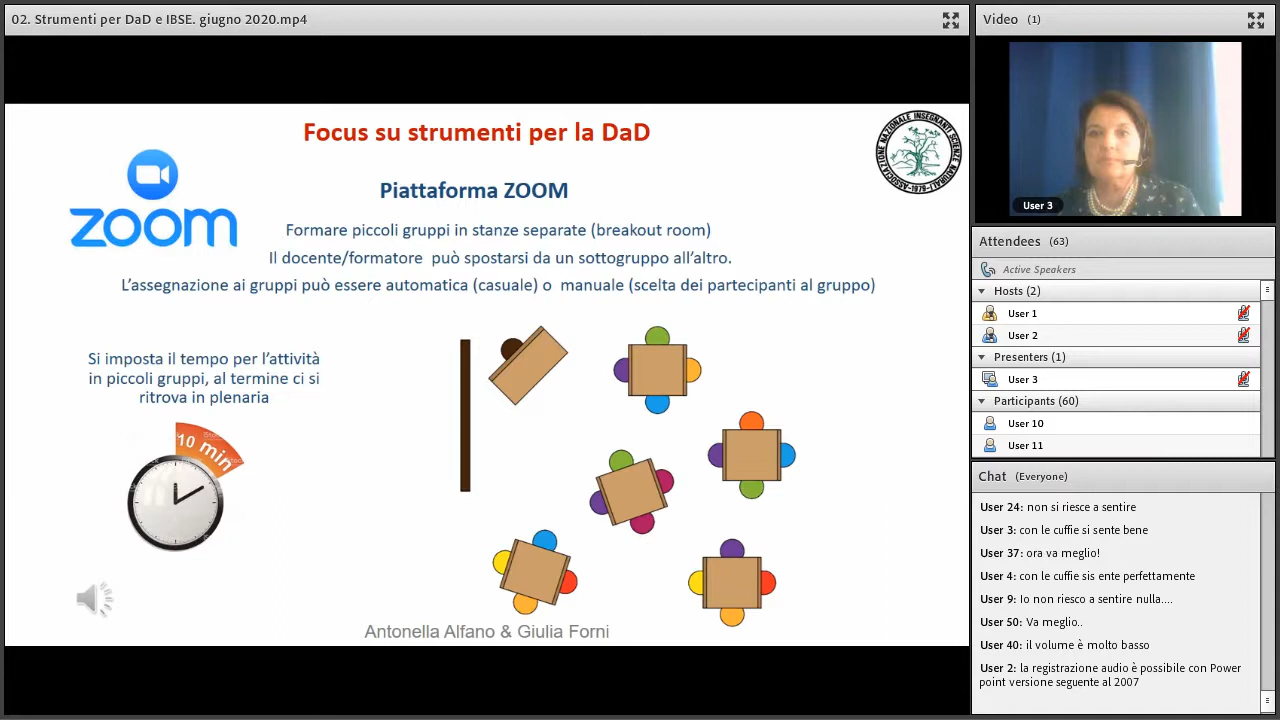 02. Strumenti per DaD e IBSE. giugno 2020.mp4
Focus su strumenti per la DaD
ASSOCIAZIONE NAZIONALE INSEGNANTI SCIENZE NATURALI
-1979-
zoom
Piattaforma ZOOM
Formare piccoli gruppi in stanze separate (breakout room)
Il docente/formatore può spostarsi da un sottogruppo all’altro.
L’assegnazione ai gruppi può essere automatica (casuale) o manuale (scelta dei partecipanti al gruppo)
Si imposta il tempo per l’attività
in piccoli gruppi, al termine ci si
ritrova in plenaria
10 min
Antonella Alfano & Giulia Forni
Video (1)
User 3
Attendees (63)
Active Speakers
Hosts (2)
User 1
User 2
Presenters (1)
User 3
Participants (60)
User 10
User 11
Chat (Everyone)
User 24: non si riesce a sentire
User 3: con le cuffie si sente bene
User 37: ora va meglio!
User 4: con le cuffie sis ente perfettamente
User 9: Io non riesco a sentire nulla....
User 50: Va meglio..
User 40: il volume è molto basso
User 2: la registrazione audio è possibile con Power
point versione seguente al 2007